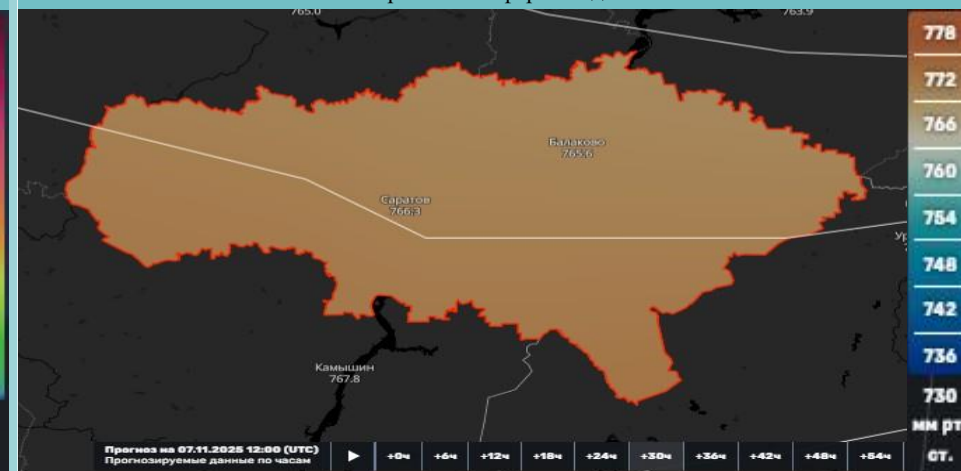 765.0
763.9
Балаково
765.6
Саратов
766.3
Камышин
767.8
778
772
766
760
754
748
742
736
730
мм рт
ст.
Прогноз на 07.11.2025 12:00 (UTC)
Прогнозируемые данные по часам
+0ч +6ч +12ч +18ч +24ч +30ч +36ч +42ч +48ч +54ч